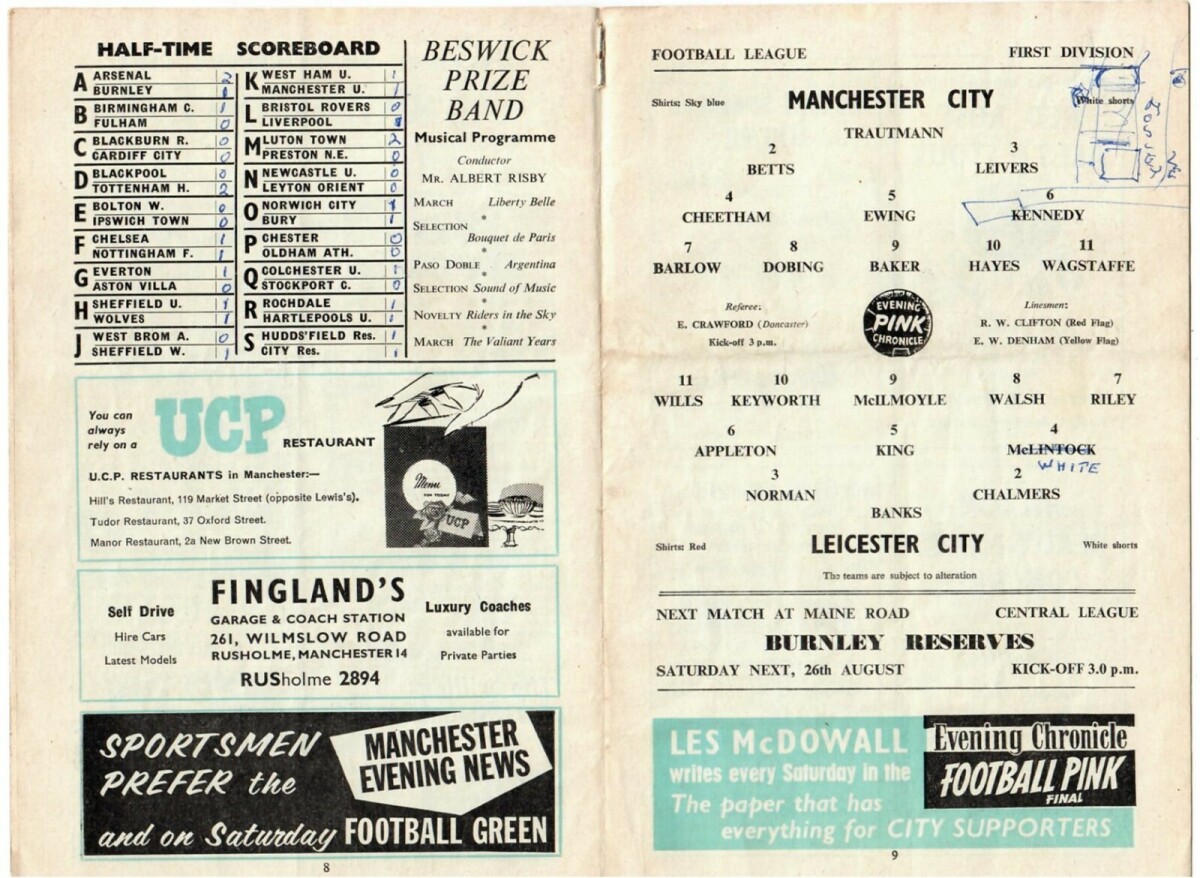 HALF-TIME SCOREBOARD
A ARSENAL 2
BURNLEY 1
B BIRMINGHAM C. 1
FULHAM 0
C BLACKBURN R. 0
CARDIFF CITY 0
D BLACKPOOL 0
TOTTENHAM H. 2
E BOLTON W. 0
IPSWICH TOWN 0
F CHELSEA 1
NOTTINGHAM F. 1
G EVERTON 1
ASTON VILLA 0
H SHEFFIELD U. 1
WOLVES 1
J WEST BROM A. 0
SHEFFIELD W. 1
K WEST HAM U. 1
MANCHESTER U. 1
L BRISTOL ROVERS 0
LIVERPOOL
M LUTON TOWN 2
PRESTON N.E. 0
N NEWCASTLE U. 0
LEYTON ORIENT 0
O NORWICH CITY 1
BURY 1
P CHESTER 0
OLDHAM ATH. 0
Q COLCHESTER U. 1
STOCKPORT C. 0
R ROCHDALE 1
HARTLEPOOLS U. 1
S HUDDS'FIELD Res. 1
CITY Res. 1
BESWICK
PRIZE
BAND
Musical Programme
Conductor
MR. ALBERT RISBY
MARCH Liberty Belle
*
SELECTION
Bouquet de Paris
*
PASO DOBLE Argentina
*
SELECTION Sound of Music
NOVELTY Riders in the Sky
*
MARCH The Valiant Years
You can
always
rely on a
UCP RESTAURANT
U.C.P. RESTAURANTS in Manchester:—
Hill's Restaurant, 119 Market Street (opposite Lewis's).
Tudor Restaurant, 37 Oxford Street.
Manor Restaurant, 2a New Brown Street.
Menu
FOR TODAY
UCP
FINGLAND'S
GARAGE & COACH STATION
261, WILMSLOW ROAD
RUSHOLME, MANCHESTER 14
RUSholme 2894
Self Drive
Hire Cars
Latest Models
Luxury Coaches
available for
Private Parties
SPORTSMEN
PREFER the
MANCHESTER
EVENING NEWS
and on Saturday FOOTBALL GREEN
8
FOOTBALL LEAGUE FIRST DIVISION
Shirts: Sky blue MANCHESTER CITY White shorts
TRAUTMANN
2 3
BETTS LEIVERS
4 5 6
CHEETHAM EWING KENNEDY
7 8 9 10 11
BARLOW DOBING BAKER HAYES WAGSTAFFE
Referee:
E. CRAWFORD (Doncaster)
Kick-off 3 p.m.
EVENING
PINK
CHRONICLE
Linesmen:
R. W. CLIFTON (Red Flag)
E. W. DENHAM (Yellow Flag)
11 10 9 8 7
WILLS KEYWORTH McILMOYLE WALSH RILEY
6 5 4
APPLETON KING McLINTOCK
WHITE
3 2
NORMAN CHALMERS
BANKS
Shirts: Red LEICESTER CITY White shorts
The teams are subject to alteration
NEXT MATCH AT MAINE ROAD CENTRAL LEAGUE
BURNLEY RESERVES
SATURDAY NEXT, 26th AUGUST KICK-OFF 3.0 p.m.
LES McDOWALL
writes every Saturday in the
The paper that has
everything for CITY SUPPORTERS
Evening Chronicle
FOOTBALL PINK
FINAL
9